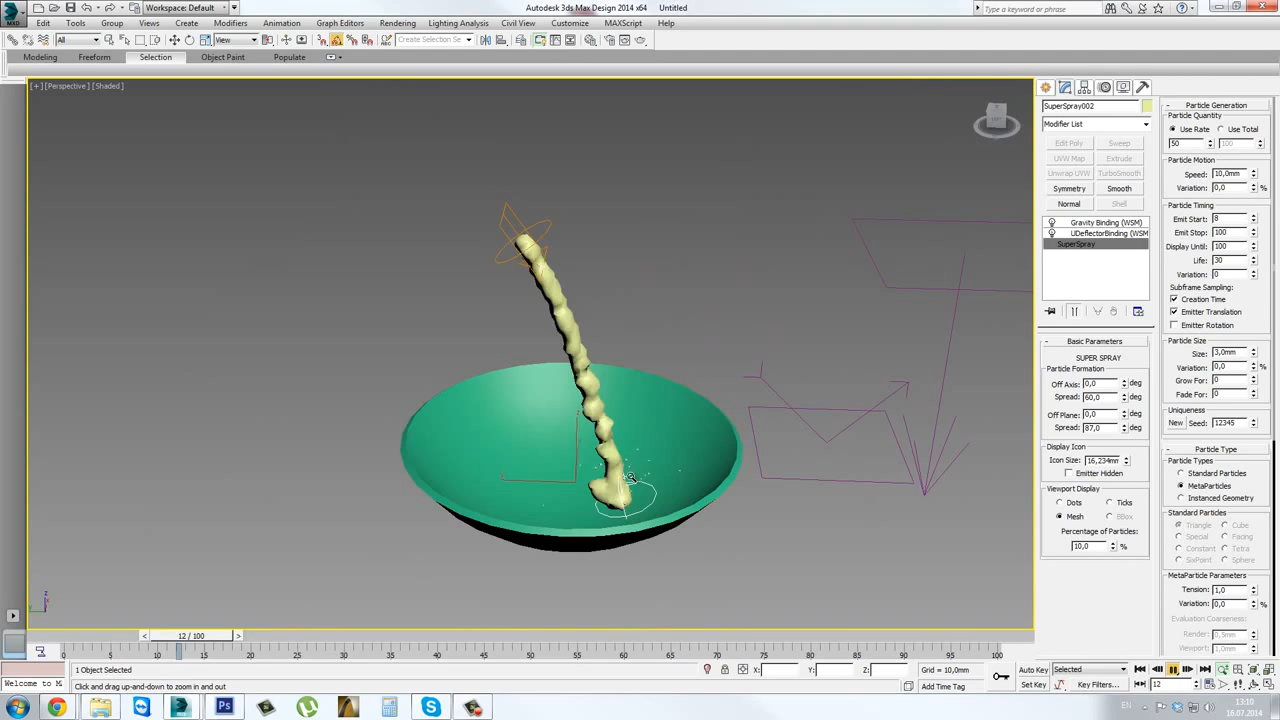 Workspace: Default
Autodesk 3ds Max Design 2014 x64 Untitled
Type a keyword or phrase
MXD
Edit Tools Group Views Create Modifiers Animation Graph Editors Rendering Lighting Analysis Civil View Customize MAXScript Help
All View Create Selection Se
Modeling Freeform Selection Object Paint Populate
[+][Perspective][Shaded]
SuperSpray002
Modifier List
Edit Poly Sweep
UVW Map Extrude
Unwrap UVW TurboSmooth
Symmetry Smooth
Normal Shell
Gravity Binding (WSM)
UDeflectorBinding (WSM
SuperSpray
Basic Parameters
SUPER SPRAY
Particle Formation
Off Axis: 0,0 deg
Spread: 60,0 deg
Off Plane: 0,0 deg
Spread: 87,0 deg
Display Icon
Icon Size: 16,234mm
Emitter Hidden
Viewport Display
Dots Ticks
Mesh BBox
Percentage of Particles:
10,0 %
Particle Generation
Particle Quantity
Use Rate Use Total
50 100
Particle Motion
Speed: 10,0mm
Variation: 0,0 %
Particle Timing
Emit Start: 8
Emit Stop: 100
Display Until: 100
Life: 30
Variation: 0
Subframe Sampling:
Creation Time
Emitter Translation
Emitter Rotation
Particle Size
Size: 3,0mm
Variation: 0,0 %
Grow For: 0
Fade For: 0
Uniqueness
New Seed: 12345
Particle Type
Particle Types
Standard Particles
MetaParticles
Instanced Geometry
Standard Particles
Triangle Cube
Special Facing
Constant Tetra
SixPoint Sphere
MetaParticle Parameters
Tension: 1,0
Variation: 0,0 %
Evaluation Coarseness:
Render: 0,5mm
Viewport: 1,0mm
12 / 100
0 5 10 15 20 25 30 35 40 45 50 55 60 65 70 75 80 85 90 95 100
1 Object Selected
X: Y: Z: Grid = 10,0mm
Auto Key Selected
Welcome to M
Click and drag up-and-down to zoom in and out
Add Time Tag
Set Key Key Filters... 12
EN 13:10
16.07.2014